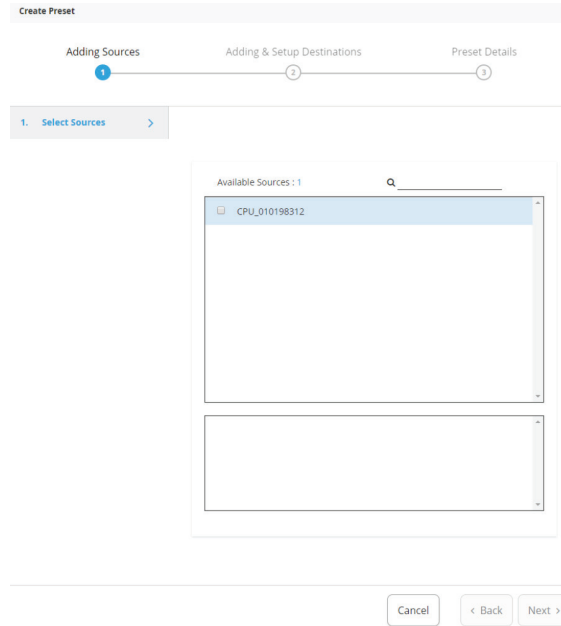 Create Preset
Adding Sources
Adding & Setup Destinations
Preset Details
1
2
3
1. Select Sources >
Available Sources : 1
CPU_010198312
Cancel
< Back
Next >